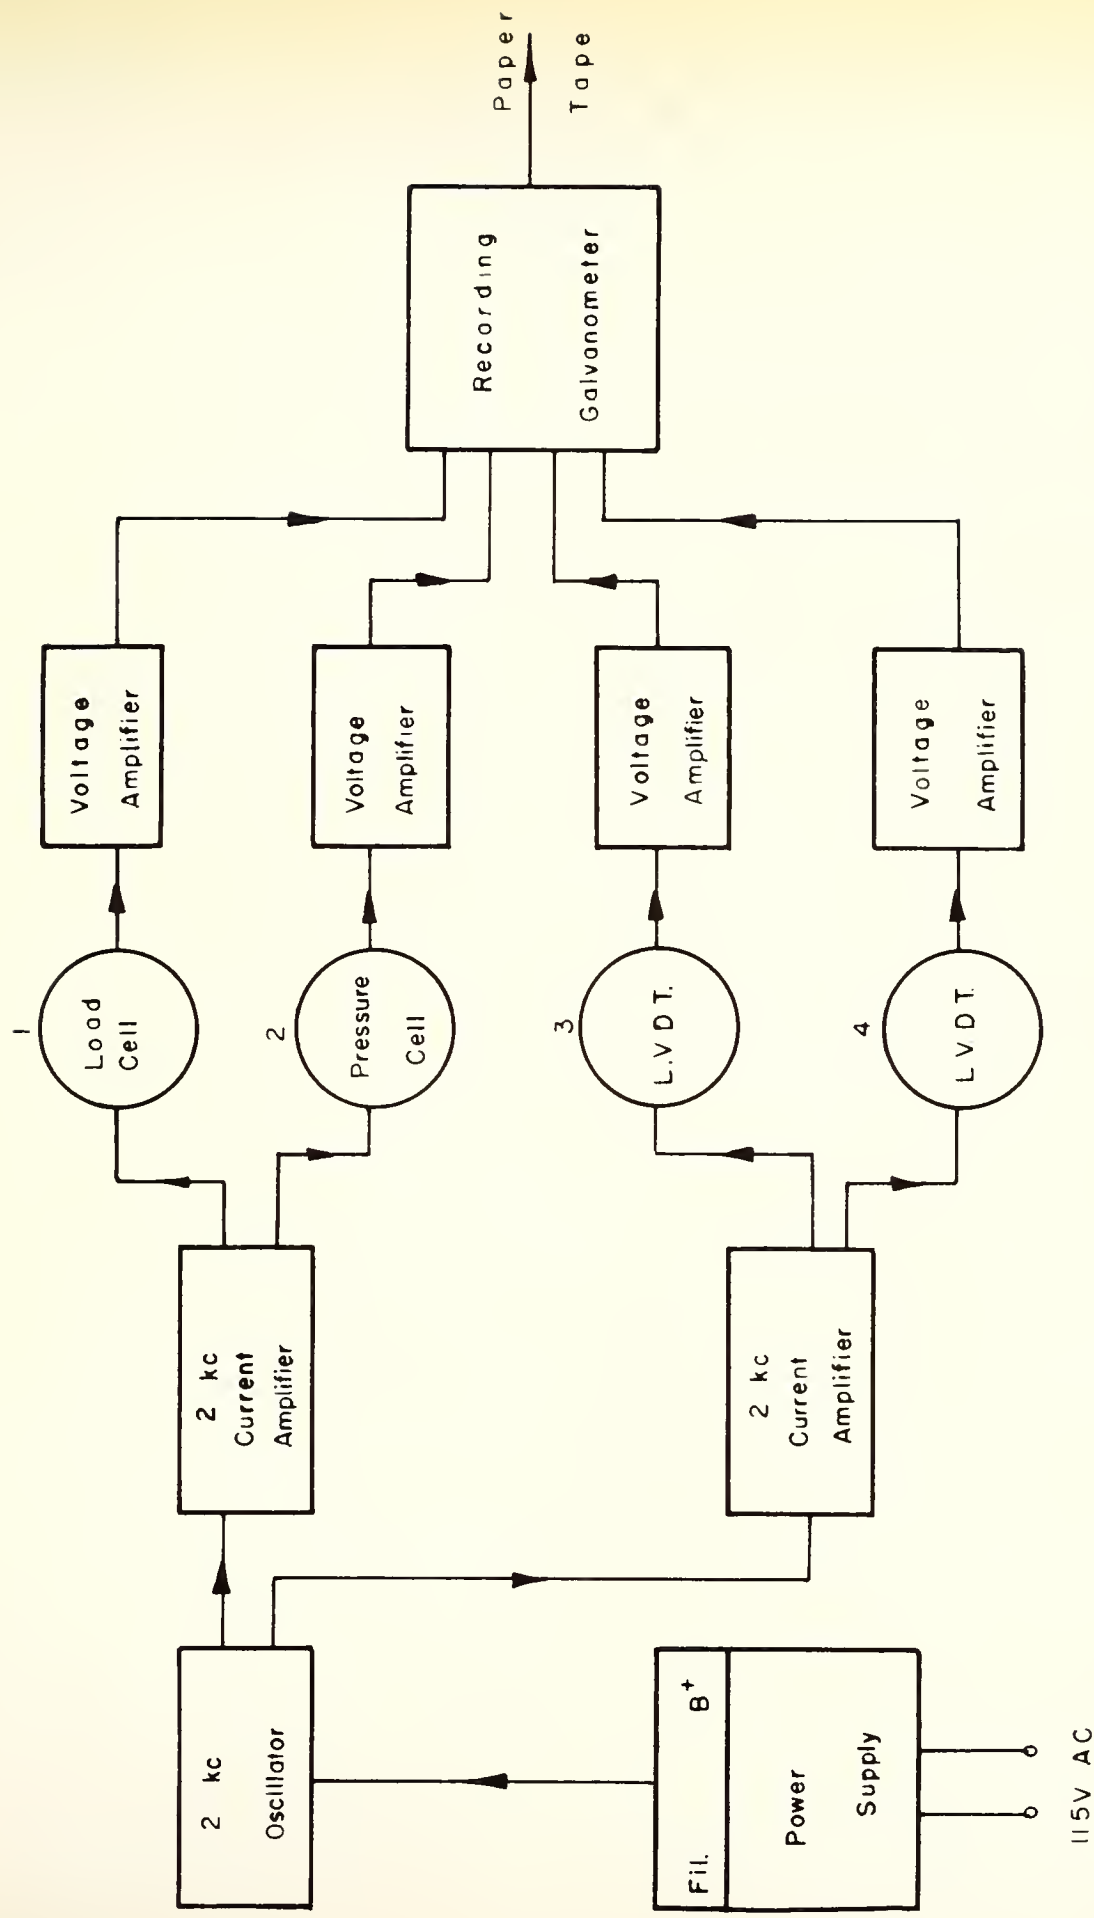 2 kc
Oscillator
Fil. B+
Power
Supply
115V AC
2 kc
Current
Amplifier
2 kc
Current
Amplifier
1
Load
Cell
2
Pressure
Cell
3
L.V D T.
4
L V D T.
Voltage
Amplifier
Voltage
Amplifier
Voltage
Amplifier
Voltage
Amplifier
Recording
Galvanometer
Paper
Tape